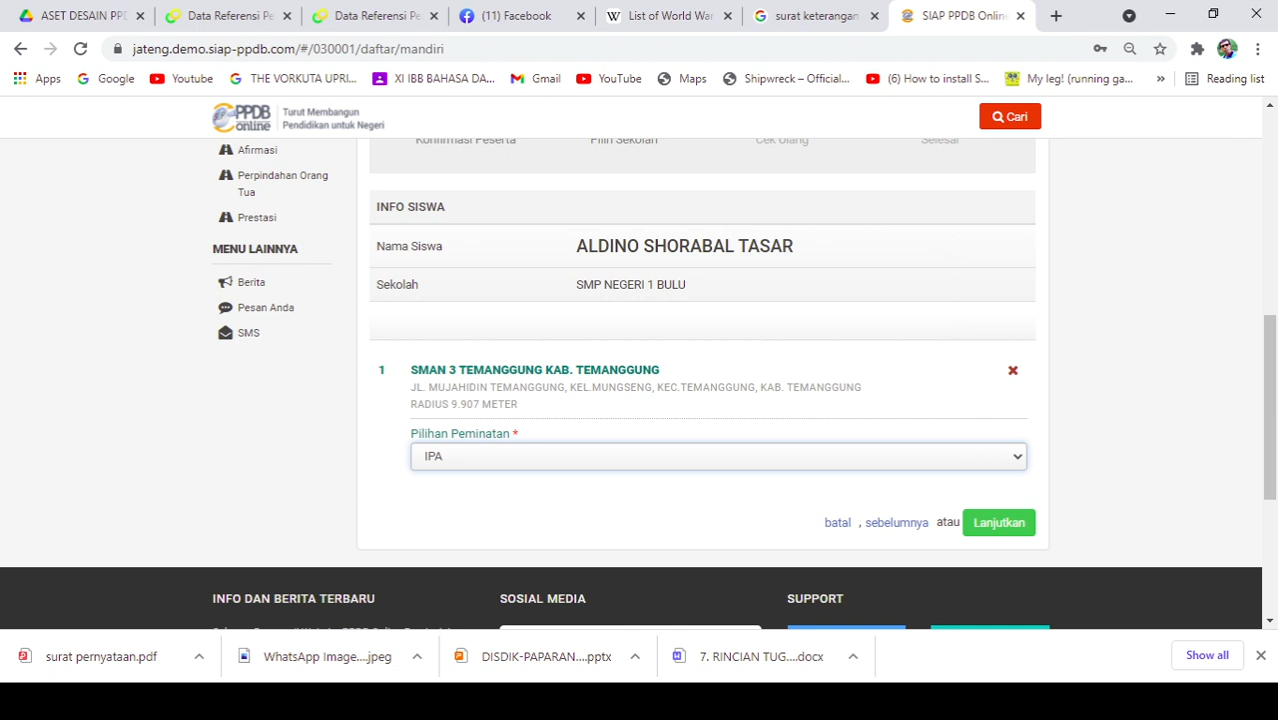 ASET DESAIN PPD
Data Referensi Pe
Data Referensi Pe
(11) Facebook
List of World War
surat keterangan
SIAP PPDB Online
jateng.demo.siap-ppdb.com/#/030001/daftar/mandiri
Apps
Google
Youtube
THE VORKUTA UPRI...
XI IBB BAHASA DA...
Gmail
YouTube
Maps
Shipwreck – Official...
(6) How to install S...
My leg! (running ga...
»
Reading list
PPDB online
Turut Membangun
Pendidikan untuk Negeri
Cari
Afirmasi
Perpindahan Orang
Tua
Prestasi
MENU LAINNYA
Berita
Pesan Anda
SMS
Konfirmasi Peserta
Pilih Sekolah
Cek Ulang
Selesai
INFO SISWA
Nama Siswa
ALDINO SHORABAL TASAR
Sekolah
SMP NEGERI 1 BULU
1
SMAN 3 TEMANGGUNG KAB. TEMANGGUNG
JL. MUJAHIDIN TEMANGGUNG, KEL.MUNGSENG, KEC.TEMANGGUNG, KAB. TEMANGGUNG
RADIUS 9.907 METER
Pilihan Peminatan *
IPA
batal , sebelumnya atau Lanjutkan
INFO DAN BERITA TERBARU
SOSIAL MEDIA
SUPPORT
surat pernyataan.pdf
WhatsApp Image....jpeg
DISDIK-PAPARAN....pptx
7. RINCIAN TUG....docx
Show all